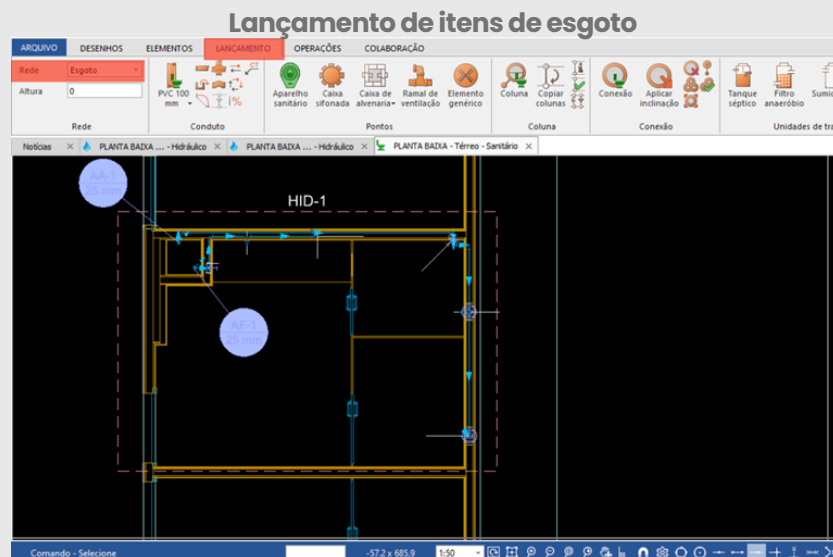 Lançamento de itens de esgoto
ARQUIVO DESENHOS ELEMENTOS LANÇAMENTO OPERAÇÕES COLABORAÇÃO
Rede Esgoto
Altura 0
PVC 100 mm
Aparelho sanitário
Caixa sifonada
Caixa de alvenaria
Ramal de ventilação
Elemento genérico
Coluna
Copiar colunas
Conexão
Aplicar inclinação
Tanque séptico
Filtro anaeróbio
Sumid
Rede Conduto Pontos Coluna Conexão Unidades de tra
Notícias PLANTA BAIXA ... - Hidráulico PLANTA BAIXA ... - Hidráulico PLANTA BAIXA - Térreo - Sanitário
AA-1
25 mm
HID-1
AF-1
25 mm
Comando - Selecione -57.2 x 685.9 1:50